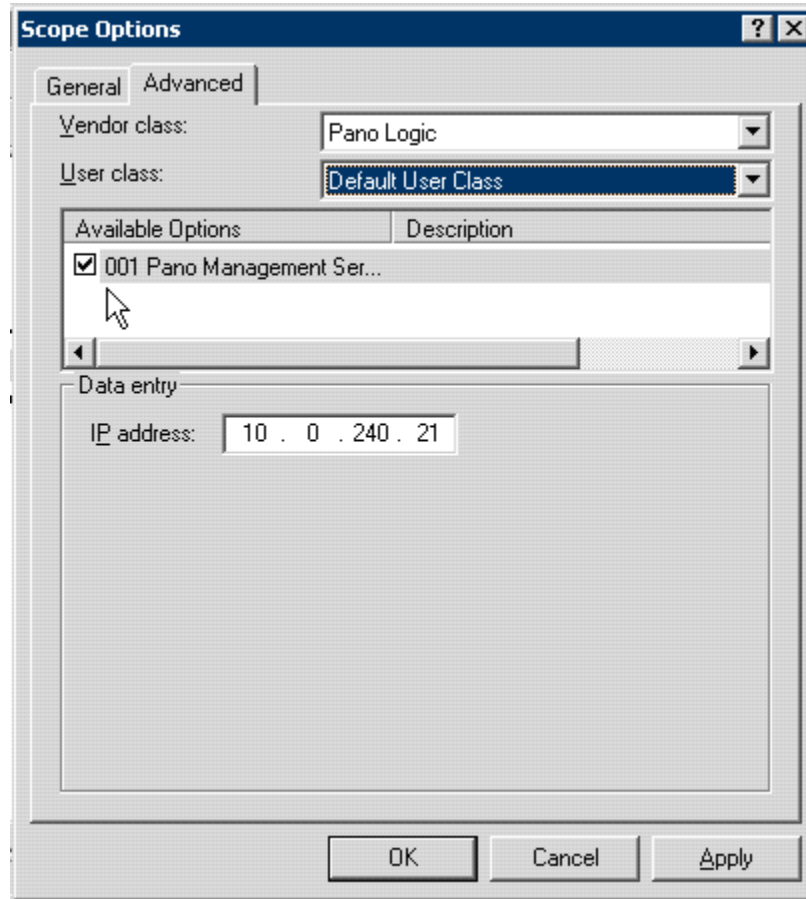 Scope Options
General Advanced
Vendor class: Pano Logic
User class: Default User Class
Available Options Description
001 Pano Management Ser...
Data entry
IP address: 10 . 0 . 240 . 21
OK Cancel Apply